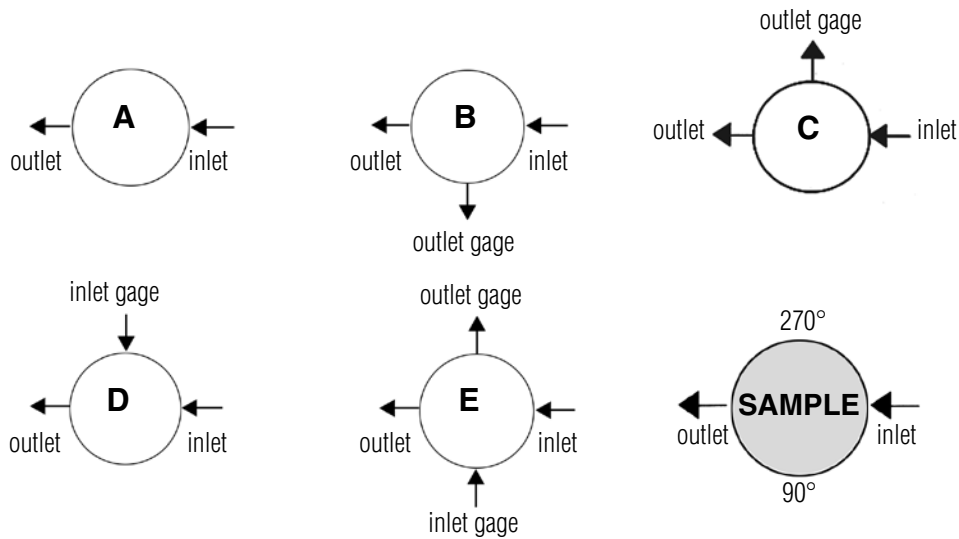 A
outlet
inlet
B
outlet
inlet
outlet gage
outlet gage
outlet
C
inlet
inlet gage
D
outlet
inlet
outlet gage
E
outlet
inlet
inlet gage
270°
SAMPLE
outlet
inlet
90°